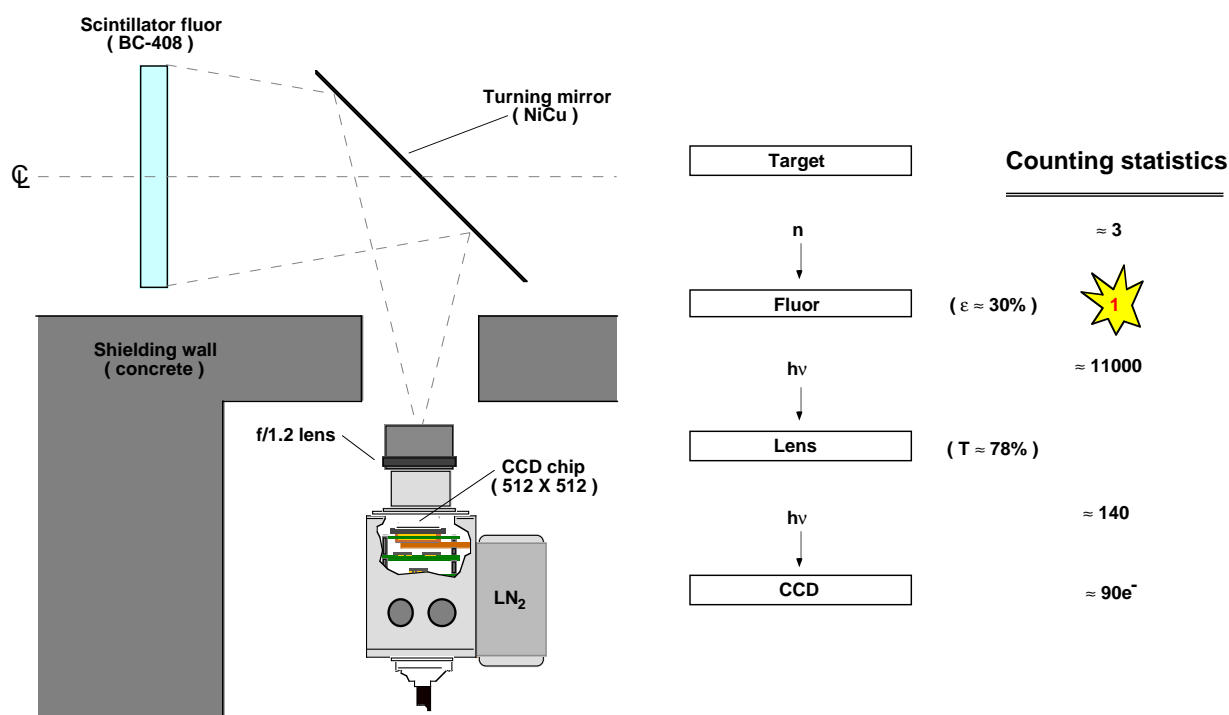 Scintillator fluor
( BC-408)
Turning mirror
( NiCu )
℄
Shielding wall
( concrete )
f/1.2 lens
CCD chip
( 512 X 512 )
LN₂
Counting statistics
Target
n
≈ 3
Fluor
( ε ≈ 30% )
1
hν
≈ 11000
Lens
( T ≈ 78% )
hν
≈ 140
CCD
≈ 90e⁻